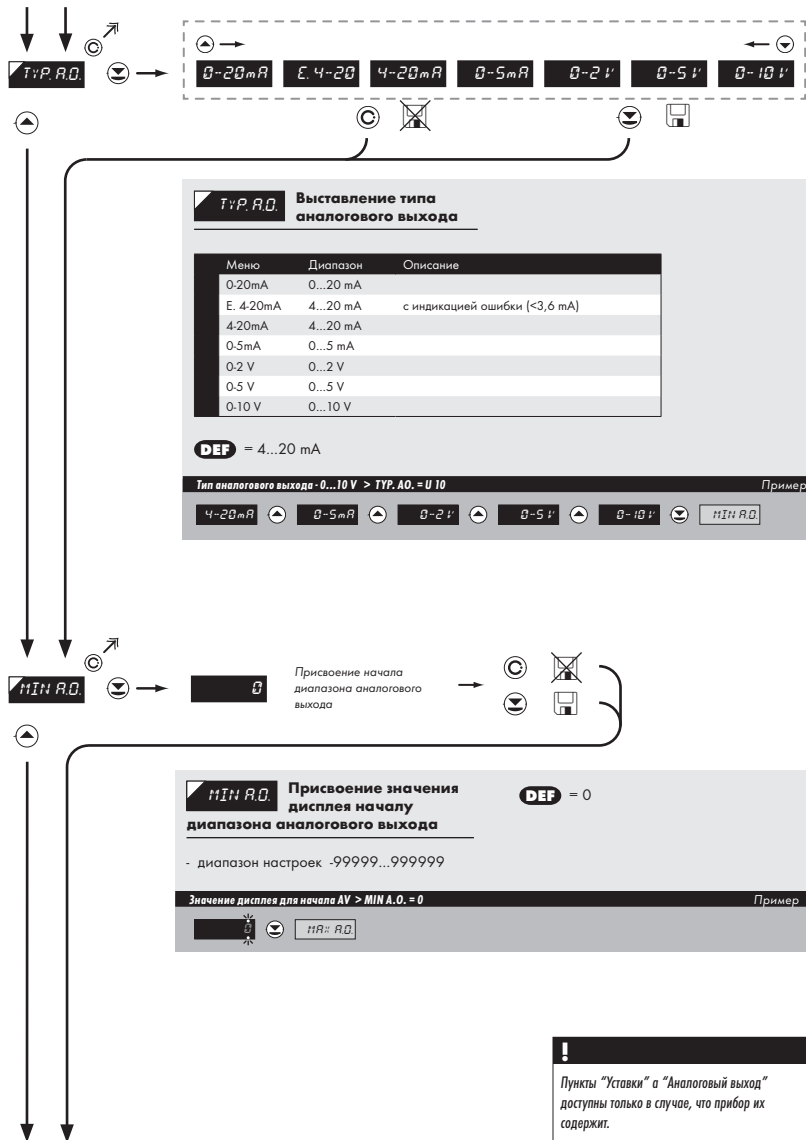 TYP. A.O.
0-20mA E. 4-20 4-20mA 0-5mA 0-2 V 0-5 V 0-10 V
C
C
TYP. A.O. Выставление типа
аналогового выхода
Меню Диапазон Описание
0-20mA 0...20 mA
E. 4-20mA 4...20 mA с индикацией ошибки (<3,6 mA)
4-20mA 4...20 mA
0-5mA 0...5 mA
0-2 V 0...2 V
0-5 V 0...5 V
0-10 V 0...10 V
DEF = 4...20 mA
Тип аналогового выхода - 0...10 V > TYP. AO. = U 10 Пример
4-20mA 0-5mA 0-2 V 0-5 V 0-10 V MIN A.O.
C
MIN A.O. 0
Присвоение начала
диапазона аналогового
выхода
C
MIN A.O. Присвоение значения
дисплея началу
диапазона аналогового выхода
DEF = 0
- диапазон настроек -99999...999999
Значение дисплея для начала AV > MIN A.O. = 0 Пример
0 MAX A.O.
!
Пункты "Уставки" а "Аналоговый выход"
доступны только в случае, что прибор их
содержит.